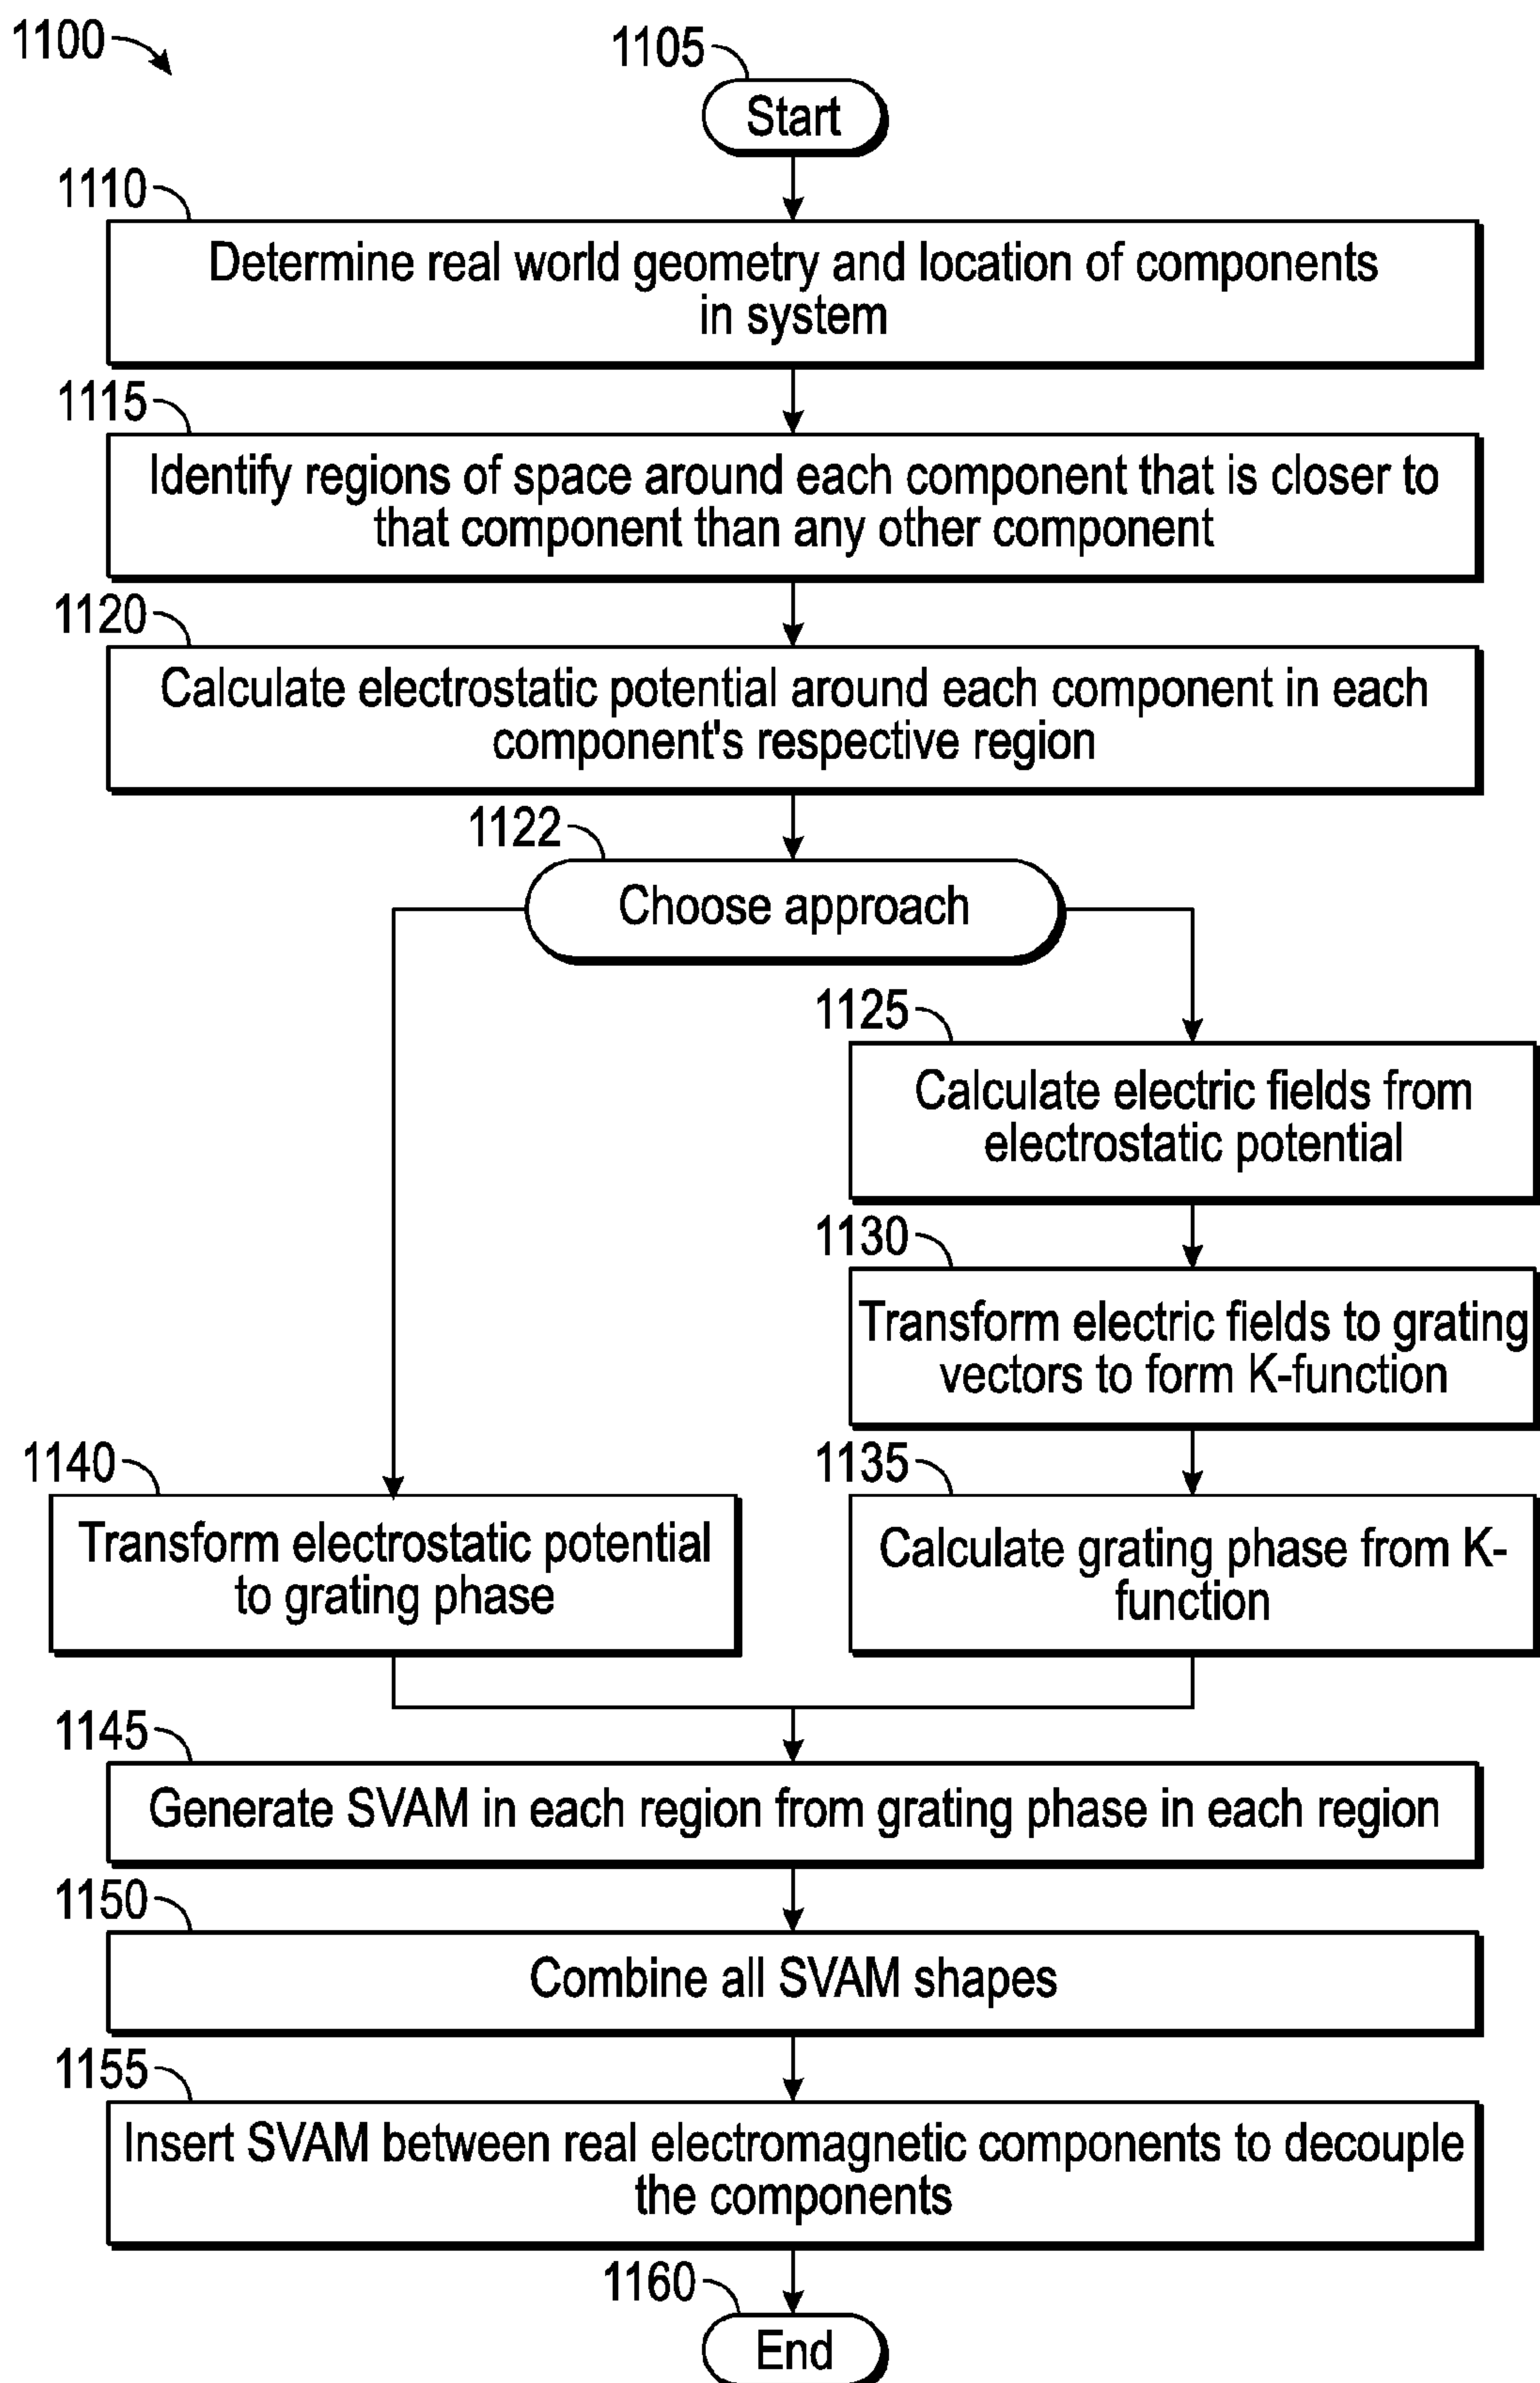 1100
1105
Start
1110
Determine real world geometry and location of components
in system
1115
Identify regions of space around each component that is closer to
that component than any other component
1120
Calculate electrostatic potential around each component in each
component's respective region
1122
Choose approach
1125
Calculate electric fields from
electrostatic potential
1130
Transform electric fields to grating
vectors to form K-function
1140
Transform electrostatic potential
to grating phase
1135
Calculate grating phase from K-
function
1145
Generate SVAM in each region from grating phase in each region
1150
Combine all SVAM shapes
1155
Insert SVAM between real electromagnetic components to decouple
the components
1160
End